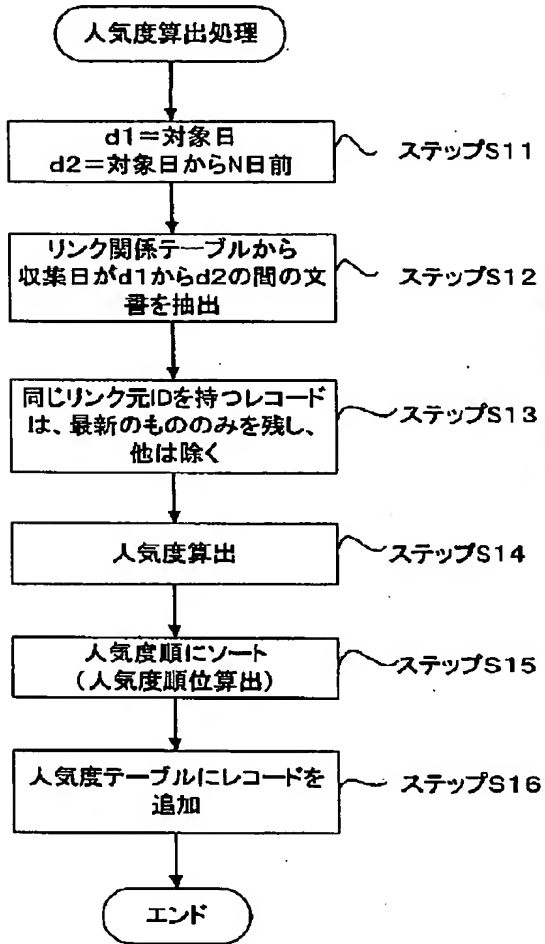 人気度算出処理
d1=対象日
d2=対象日からN日前
ステップS11
リンク関係テーブルから
収集日がd1からd2の間の文
書を抽出
ステップS12
同じリンク元IDを持つレコード
は、最新のもののみを残し、
他は除く
ステップS13
人気度算出
ステップS14
人気度順にソート
(人気度順位算出)
ステップS15
人気度テーブルにレコードを
追加
ステップS16
エンド